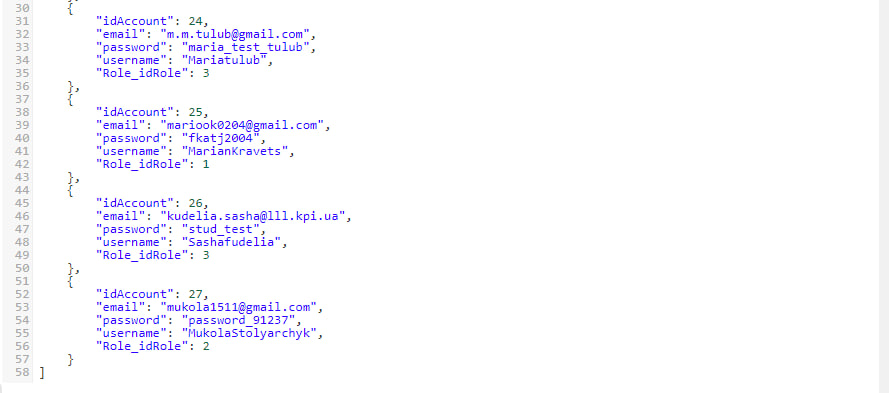 30 {
31 "idAccount": 24,
32 "email": "m.m.tulub@gmail.com",
33 "password": "maria_test_tulub",
34 "username": "Mariatulub",
35 "Role_idRole": 3
36 },
37 {
38 "idAccount": 25,
39 "email": "mariook0204@gmail.com",
40 "password": "fkatj2004",
41 "username": "MarianKravets",
42 "Role_idRole": 1
43 },
44 {
45 "idAccount": 26,
46 "email": "kudelia.sasha@lll.kpi.ua",
47 "password": "stud_test",
48 "username": "Sashafudelia",
49 "Role_idRole": 3
50 },
51 {
52 "idAccount": 27,
53 "email": "mukola1511@gmail.com",
54 "password": "password_91237",
55 "username": "MukolaStolyarchyk",
56 "Role_idRole": 2
57 }
58 ]